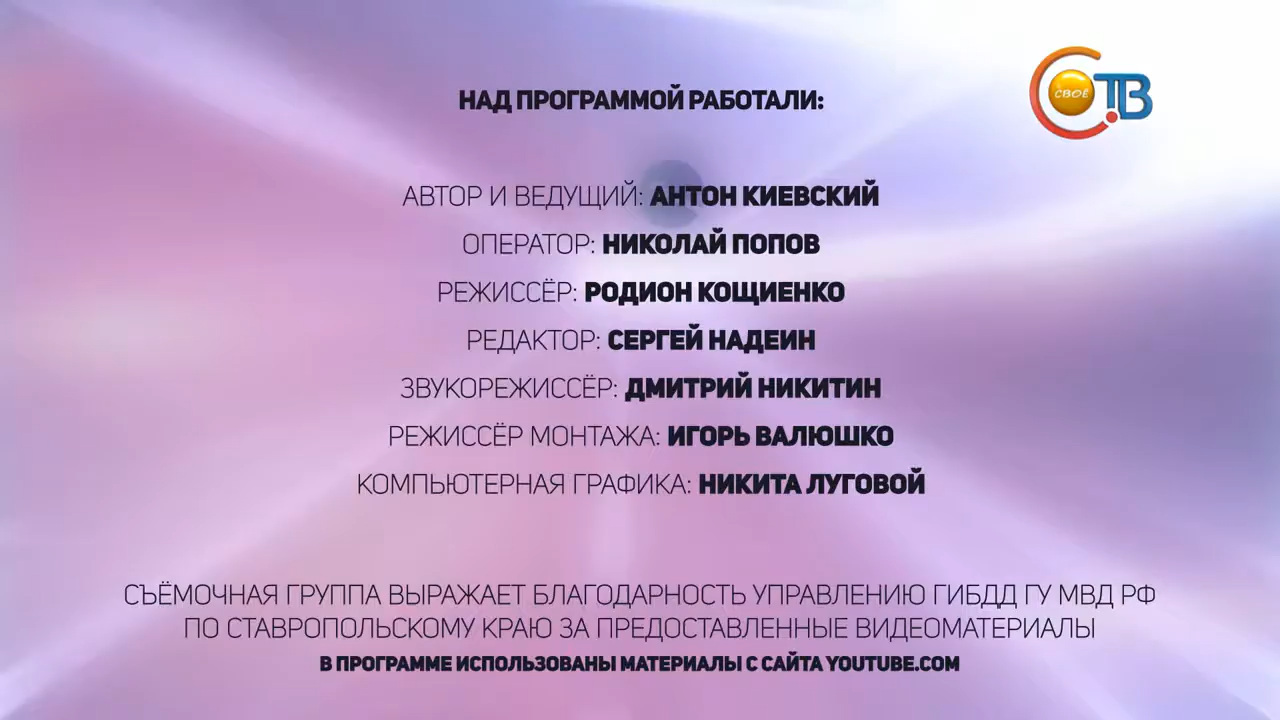 НАД ПРОГРАММОЙ РАБОТАЛИ:
СВОЁ
ТВ
АВТОР И ВЕДУЩИЙ: АНТОН КИЕВСКИЙ
ОПЕРАТОР: НИКОЛАЙ ПОПОВ
РЕЖИССЁР: РОДИОН КОЩИЕНКО
РЕДАКТОР: СЕРГЕЙ НАДЕИН
ЗВУКОРЕЖИССЁР: ДМИТРИЙ НИКИТИН
РЕЖИССЁР МОНТАЖА: ИГОРЬ ВАЛЮШКО
КОМПЬЮТЕРНАЯ ГРАФИКА: НИКИТА ЛУГОВОЙ
СЪЁМОЧНАЯ ГРУППА ВЫРАЖАЕТ БЛАГОДАРНОСТЬ УПРАВЛЕНИЮ ГИБДД ГУ МВД РФ
ПО СТАВРОПОЛЬСКОМУ КРАЮ ЗА ПРЕДОСТАВЛЕННЫЕ ВИДЕОМАТЕРИАЛЫ
В ПРОГРАММЕ ИСПОЛЬЗОВАНЫ МАТЕРИАЛЫ С САЙТА YOUTUBE.COM